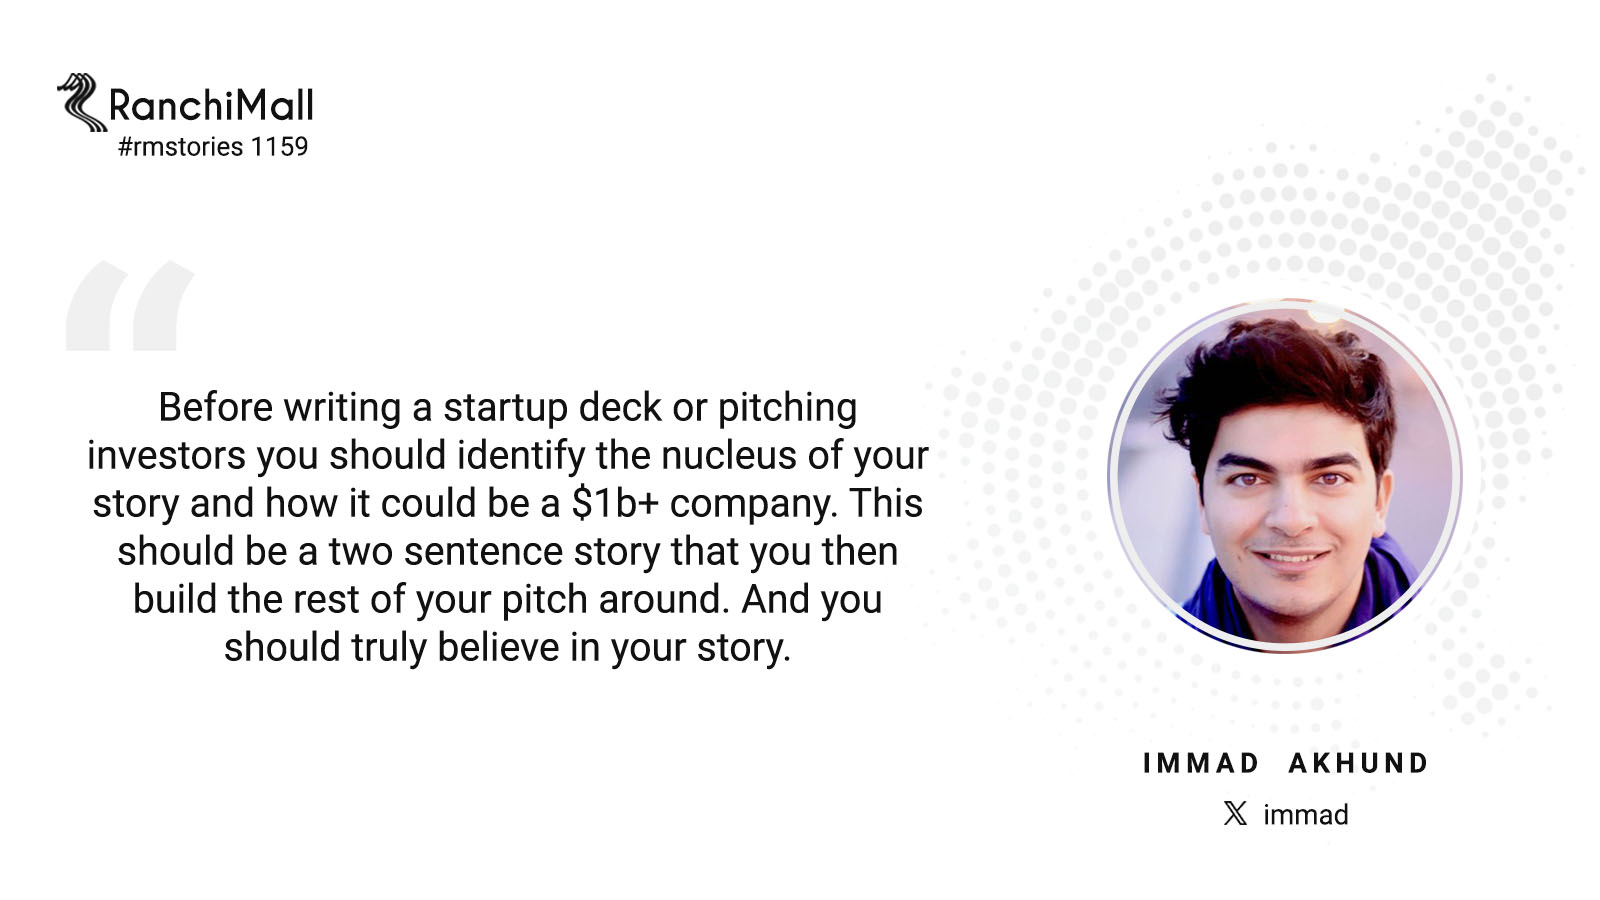 RanchiMall
#rmstories 1159
“
Before writing a startup deck or pitching
investors you should identify the nucleus of your
story and how it could be a $1b+ company. This
should be a two sentence story that you then
build the rest of your pitch around. And you
should truly believe in your story.
IMMAD AKHUND
𝕏 immad